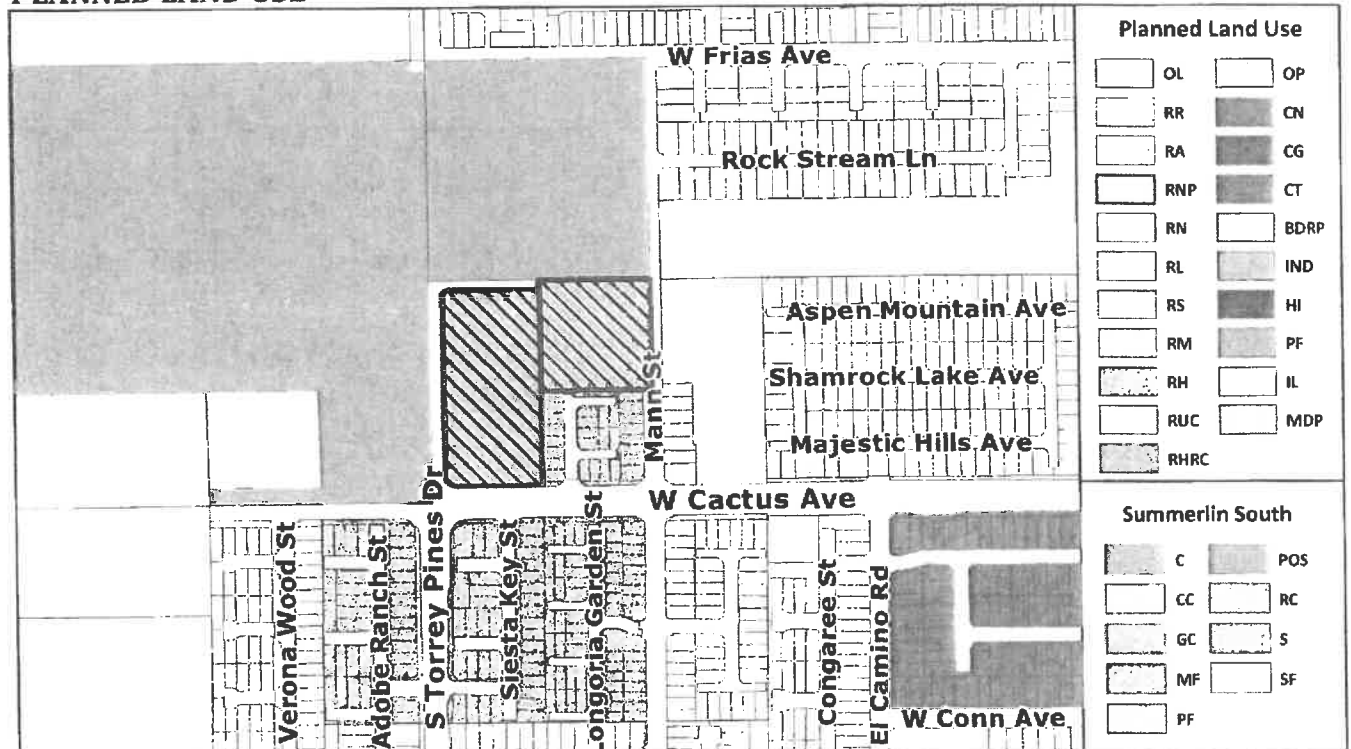 PLANNED LAND USE
W Frias Ave
Rock Stream Ln
Aspen Mountain Ave
Shamrock Lake Ave
Mann St
Majestic Hills Ave
W Cactus Ave
Verona Wood St
Adobe Ranch St
S Torrey Pines Dr
Siesta Key St
Longoria Garden St
Congaree St
El Camino Rd
W Conn Ave
Planned Land Use
OL OP
RR CN
RA CG
RNP CT
RN BDRP
RL IND
RS HI
RM PF
RH IL
RUC MDP
RHRC
Summerlin South
C POS
CC RC
GC S
MF SF
PF